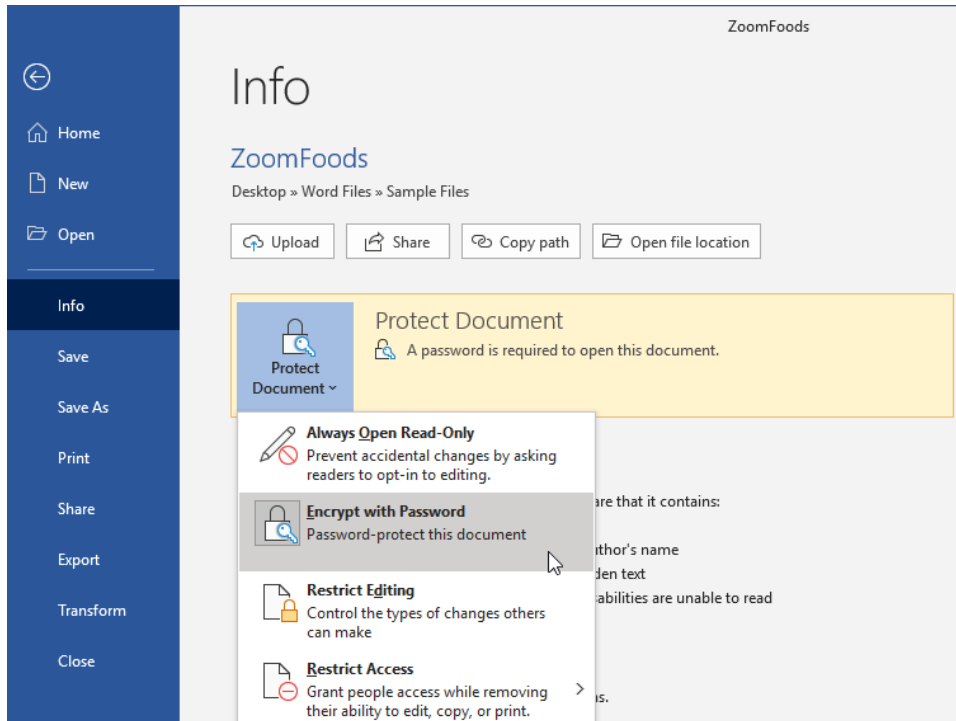 ZoomFoods
Info
Home
New
Open
Info
Save
Save As
Print
Share
Export
Transform
Close
ZoomFoods
Desktop » Word Files » Sample Files
Upload Share Copy path Open file location
Protect Document
A password is required to open this document.
Protect
Document
Always Open Read-Only
Prevent accidental changes by asking
readers to opt-in to editing.
Encrypt with Password
Password-protect this document
Restrict Editing
Control the types of changes others
can make
Restrict Access
Grant people access while removing
their ability to edit, copy, or print.
are that it contains:
name
text
are unable to read